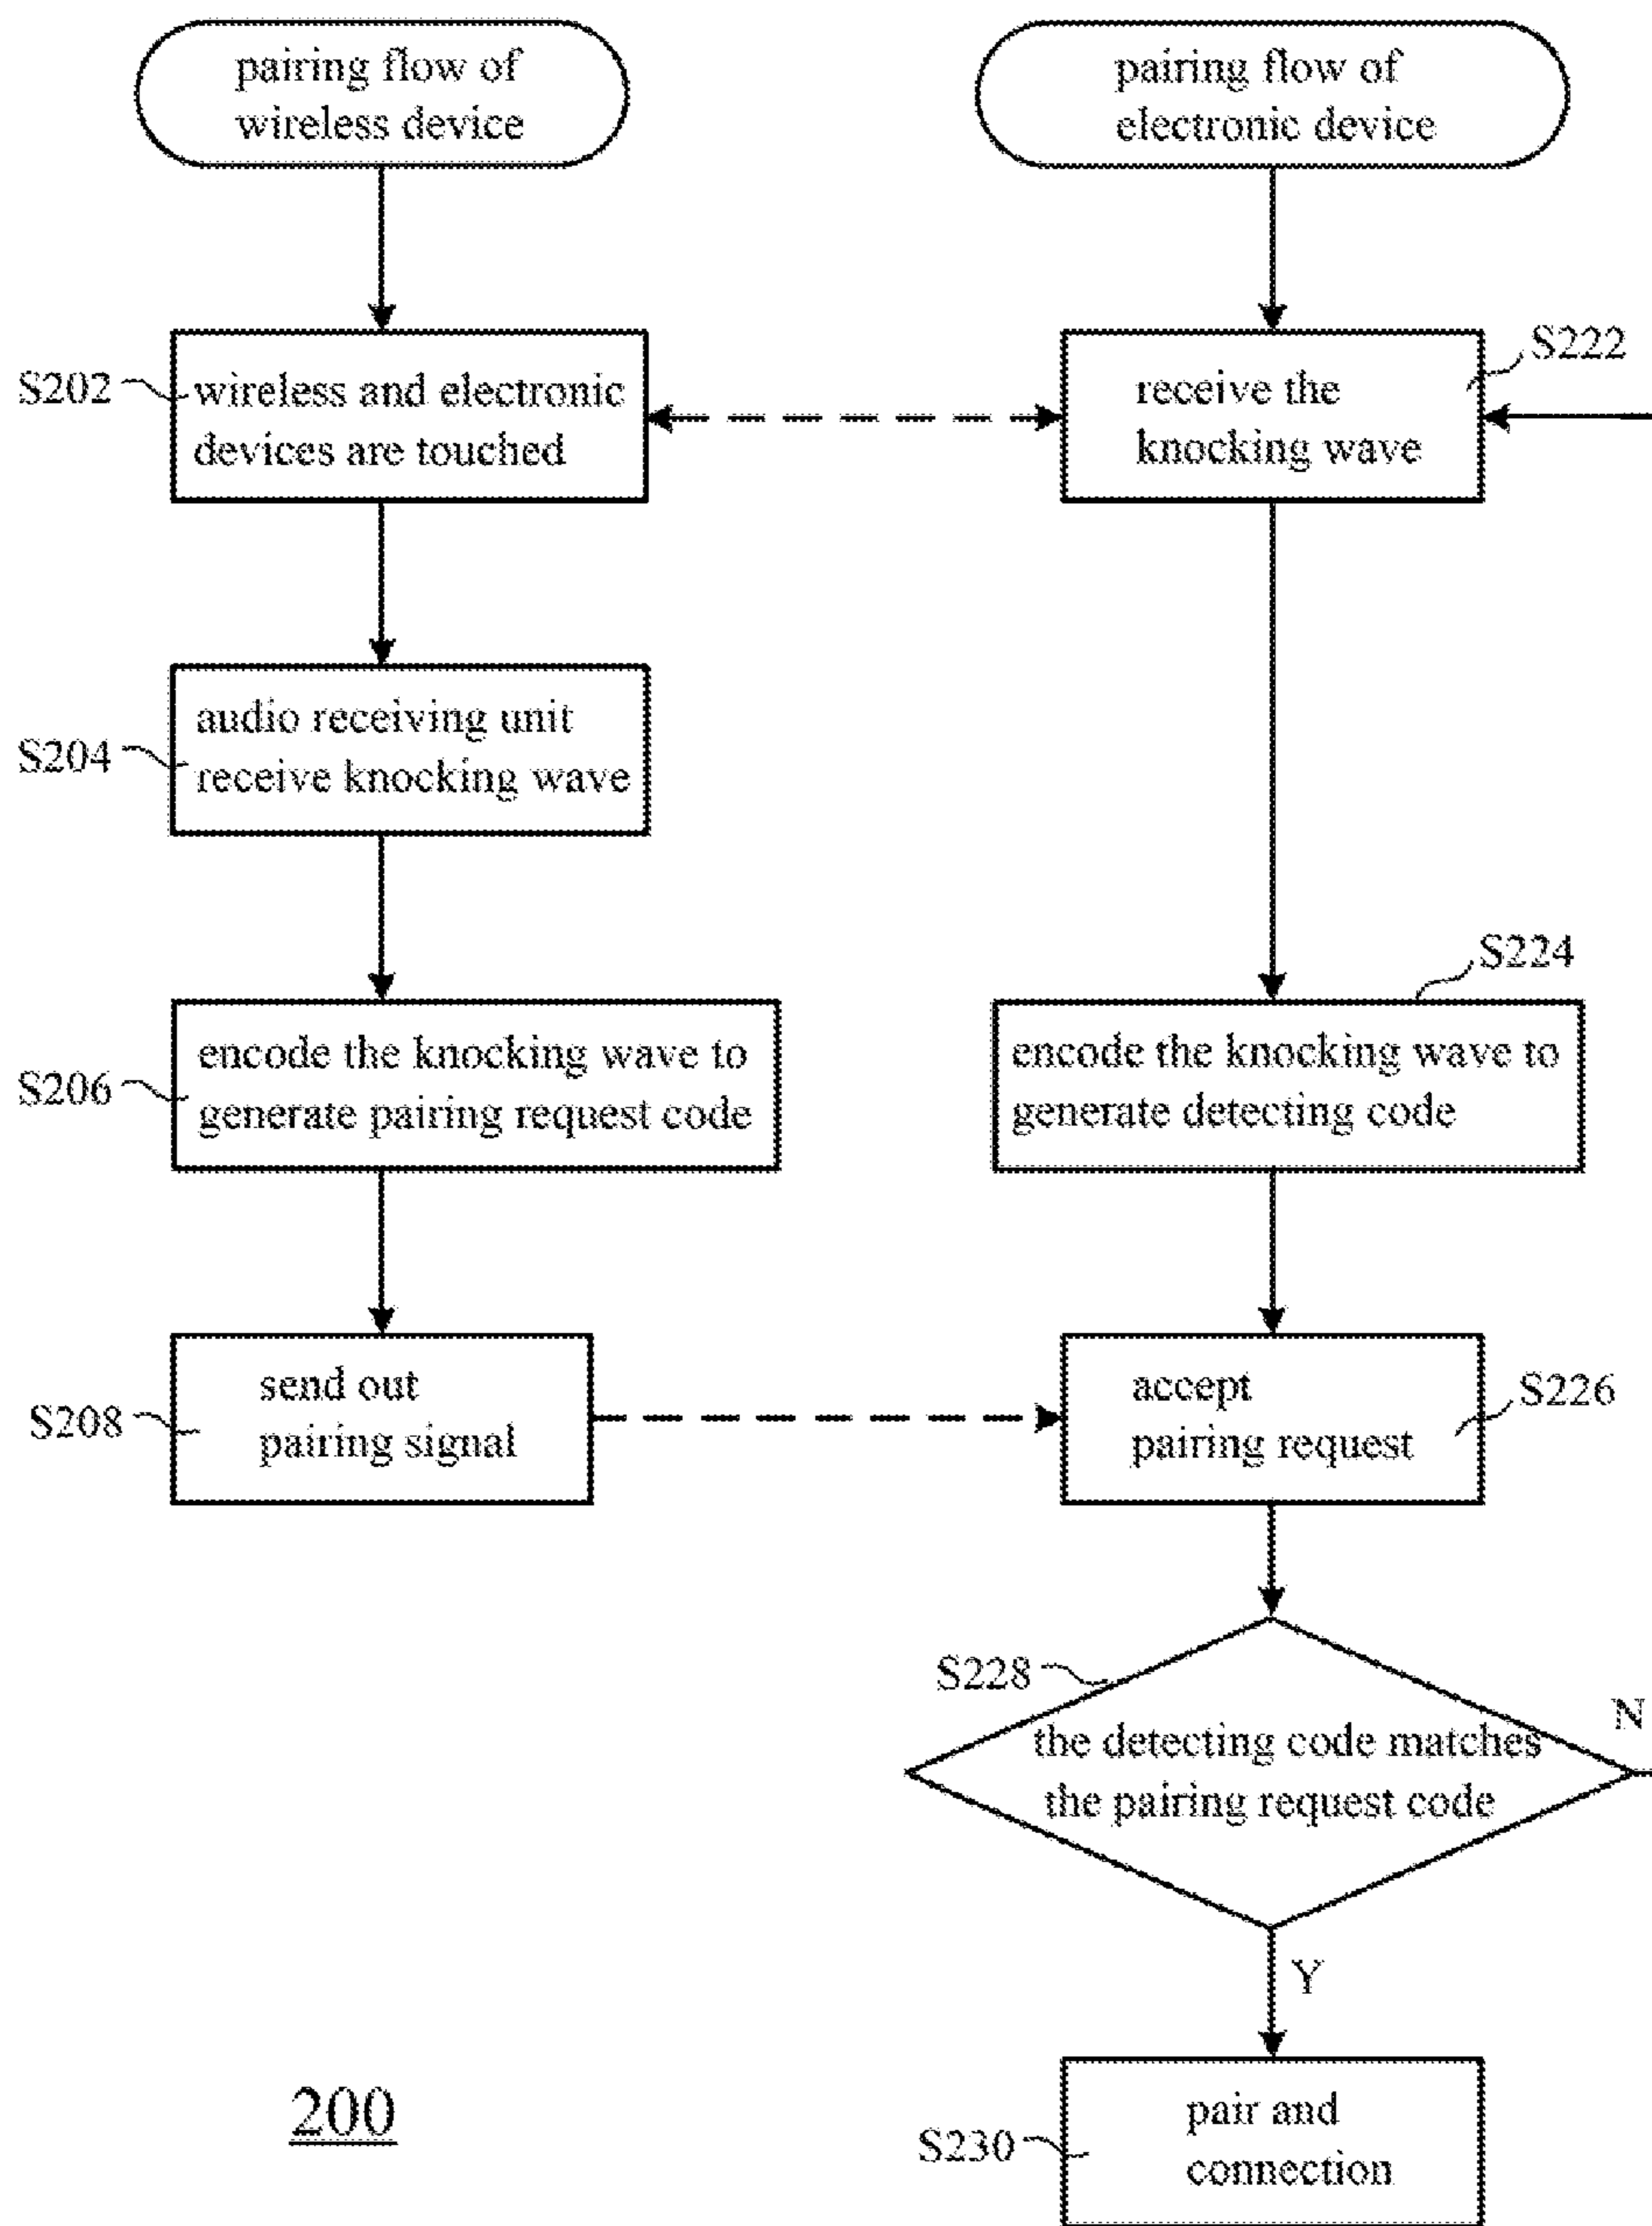 pairing flow of
wireless device
pairing flow of
electronic device
S202
wireless and electronic
devices are touched
receive the
knocking wave
S222
S204
audio receiving unit
receive knocking wave
S206
encode the knocking wave to
generate pairing request code
S224
encode the knocking wave to
generate detecting code
S208
send out
pairing signal
accept
pairing request
S226
S228
the detecting code matches
the pairing request code
N
Y
S230
pair and
connection
200